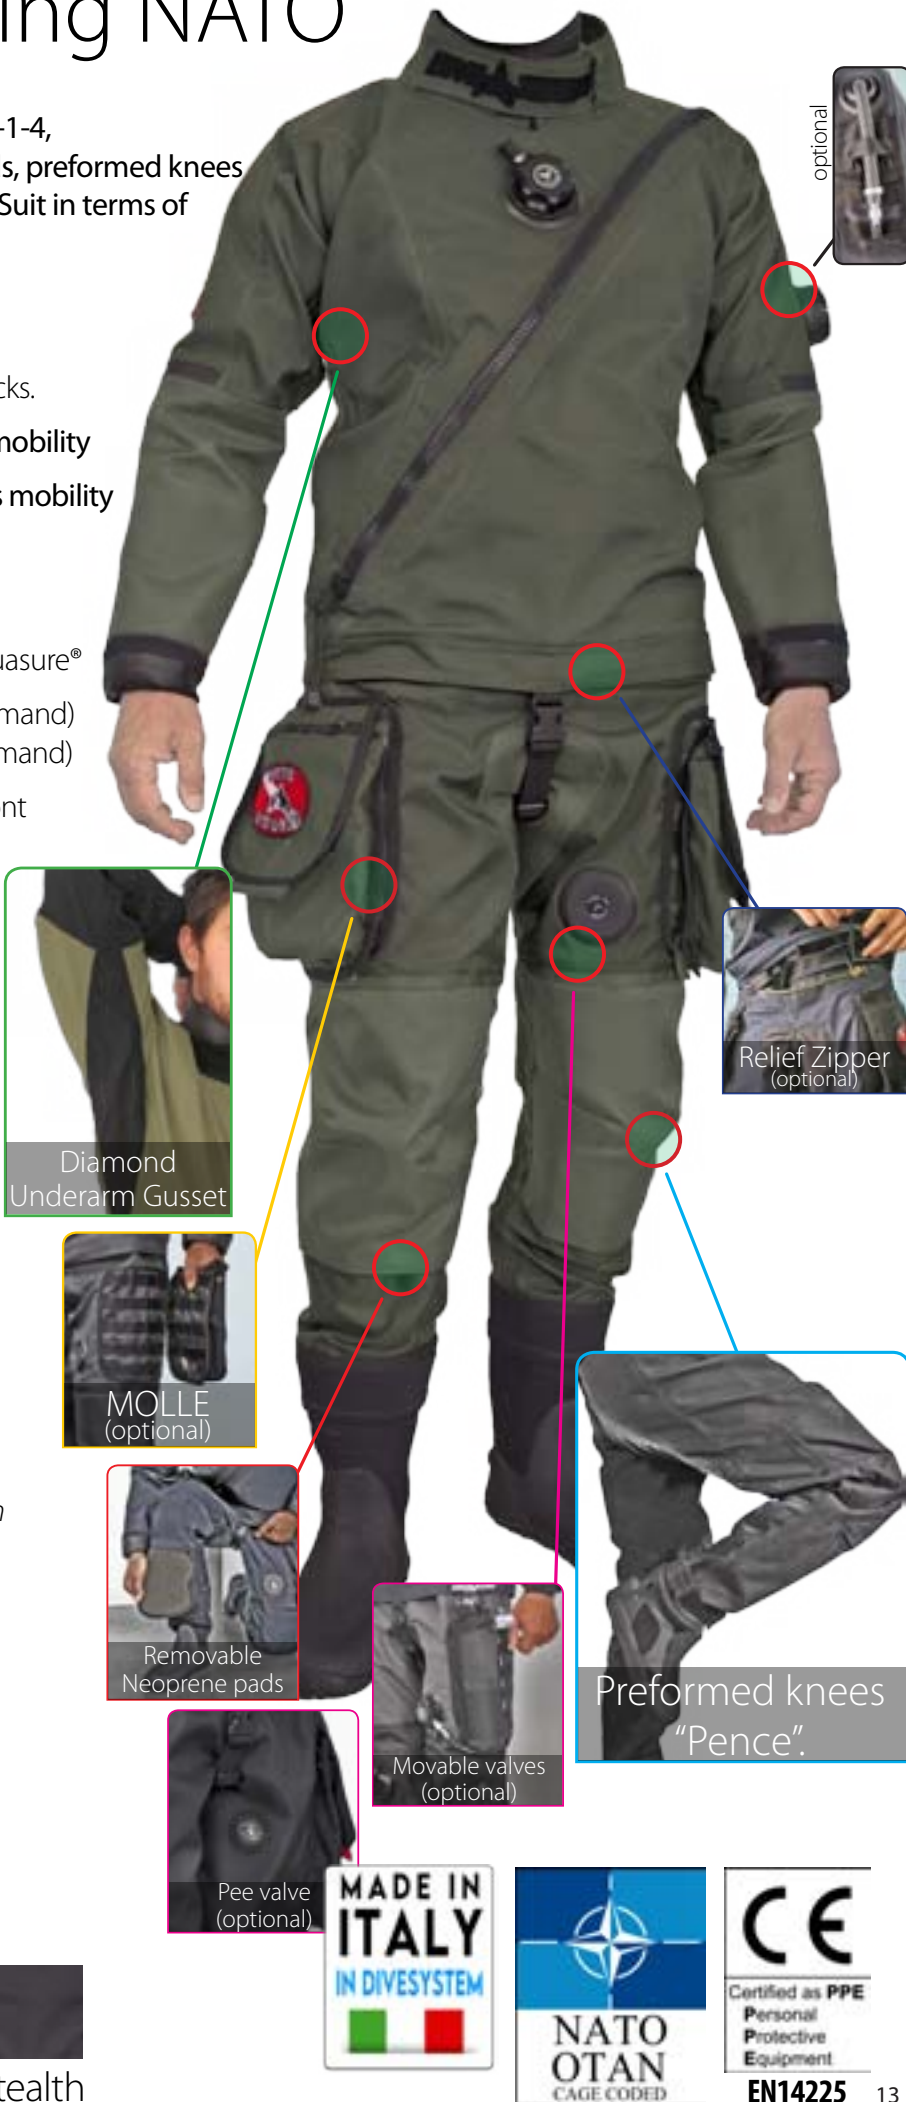 ing NATO
-1-4,
s, preformed knees
Suit in terms of
optional
cks.
mobility
s mobility
uasure®
mand)
mand)
ont
Relief Zipper
(optional)
Diamond
Underarm Gusset
MOLLE
(optional)
n
Removable
Neoprene pads
Preformed knees
“Pence”.
Movable valves
(optional)
Pee valve
(optional)
MADE IN
ITALY
IN DIVESYSTEM
NATO
OTAN
CAGE CODED
CE
Certified as PPE
Personal
Protective
Equipment
EN14225
tealth
13